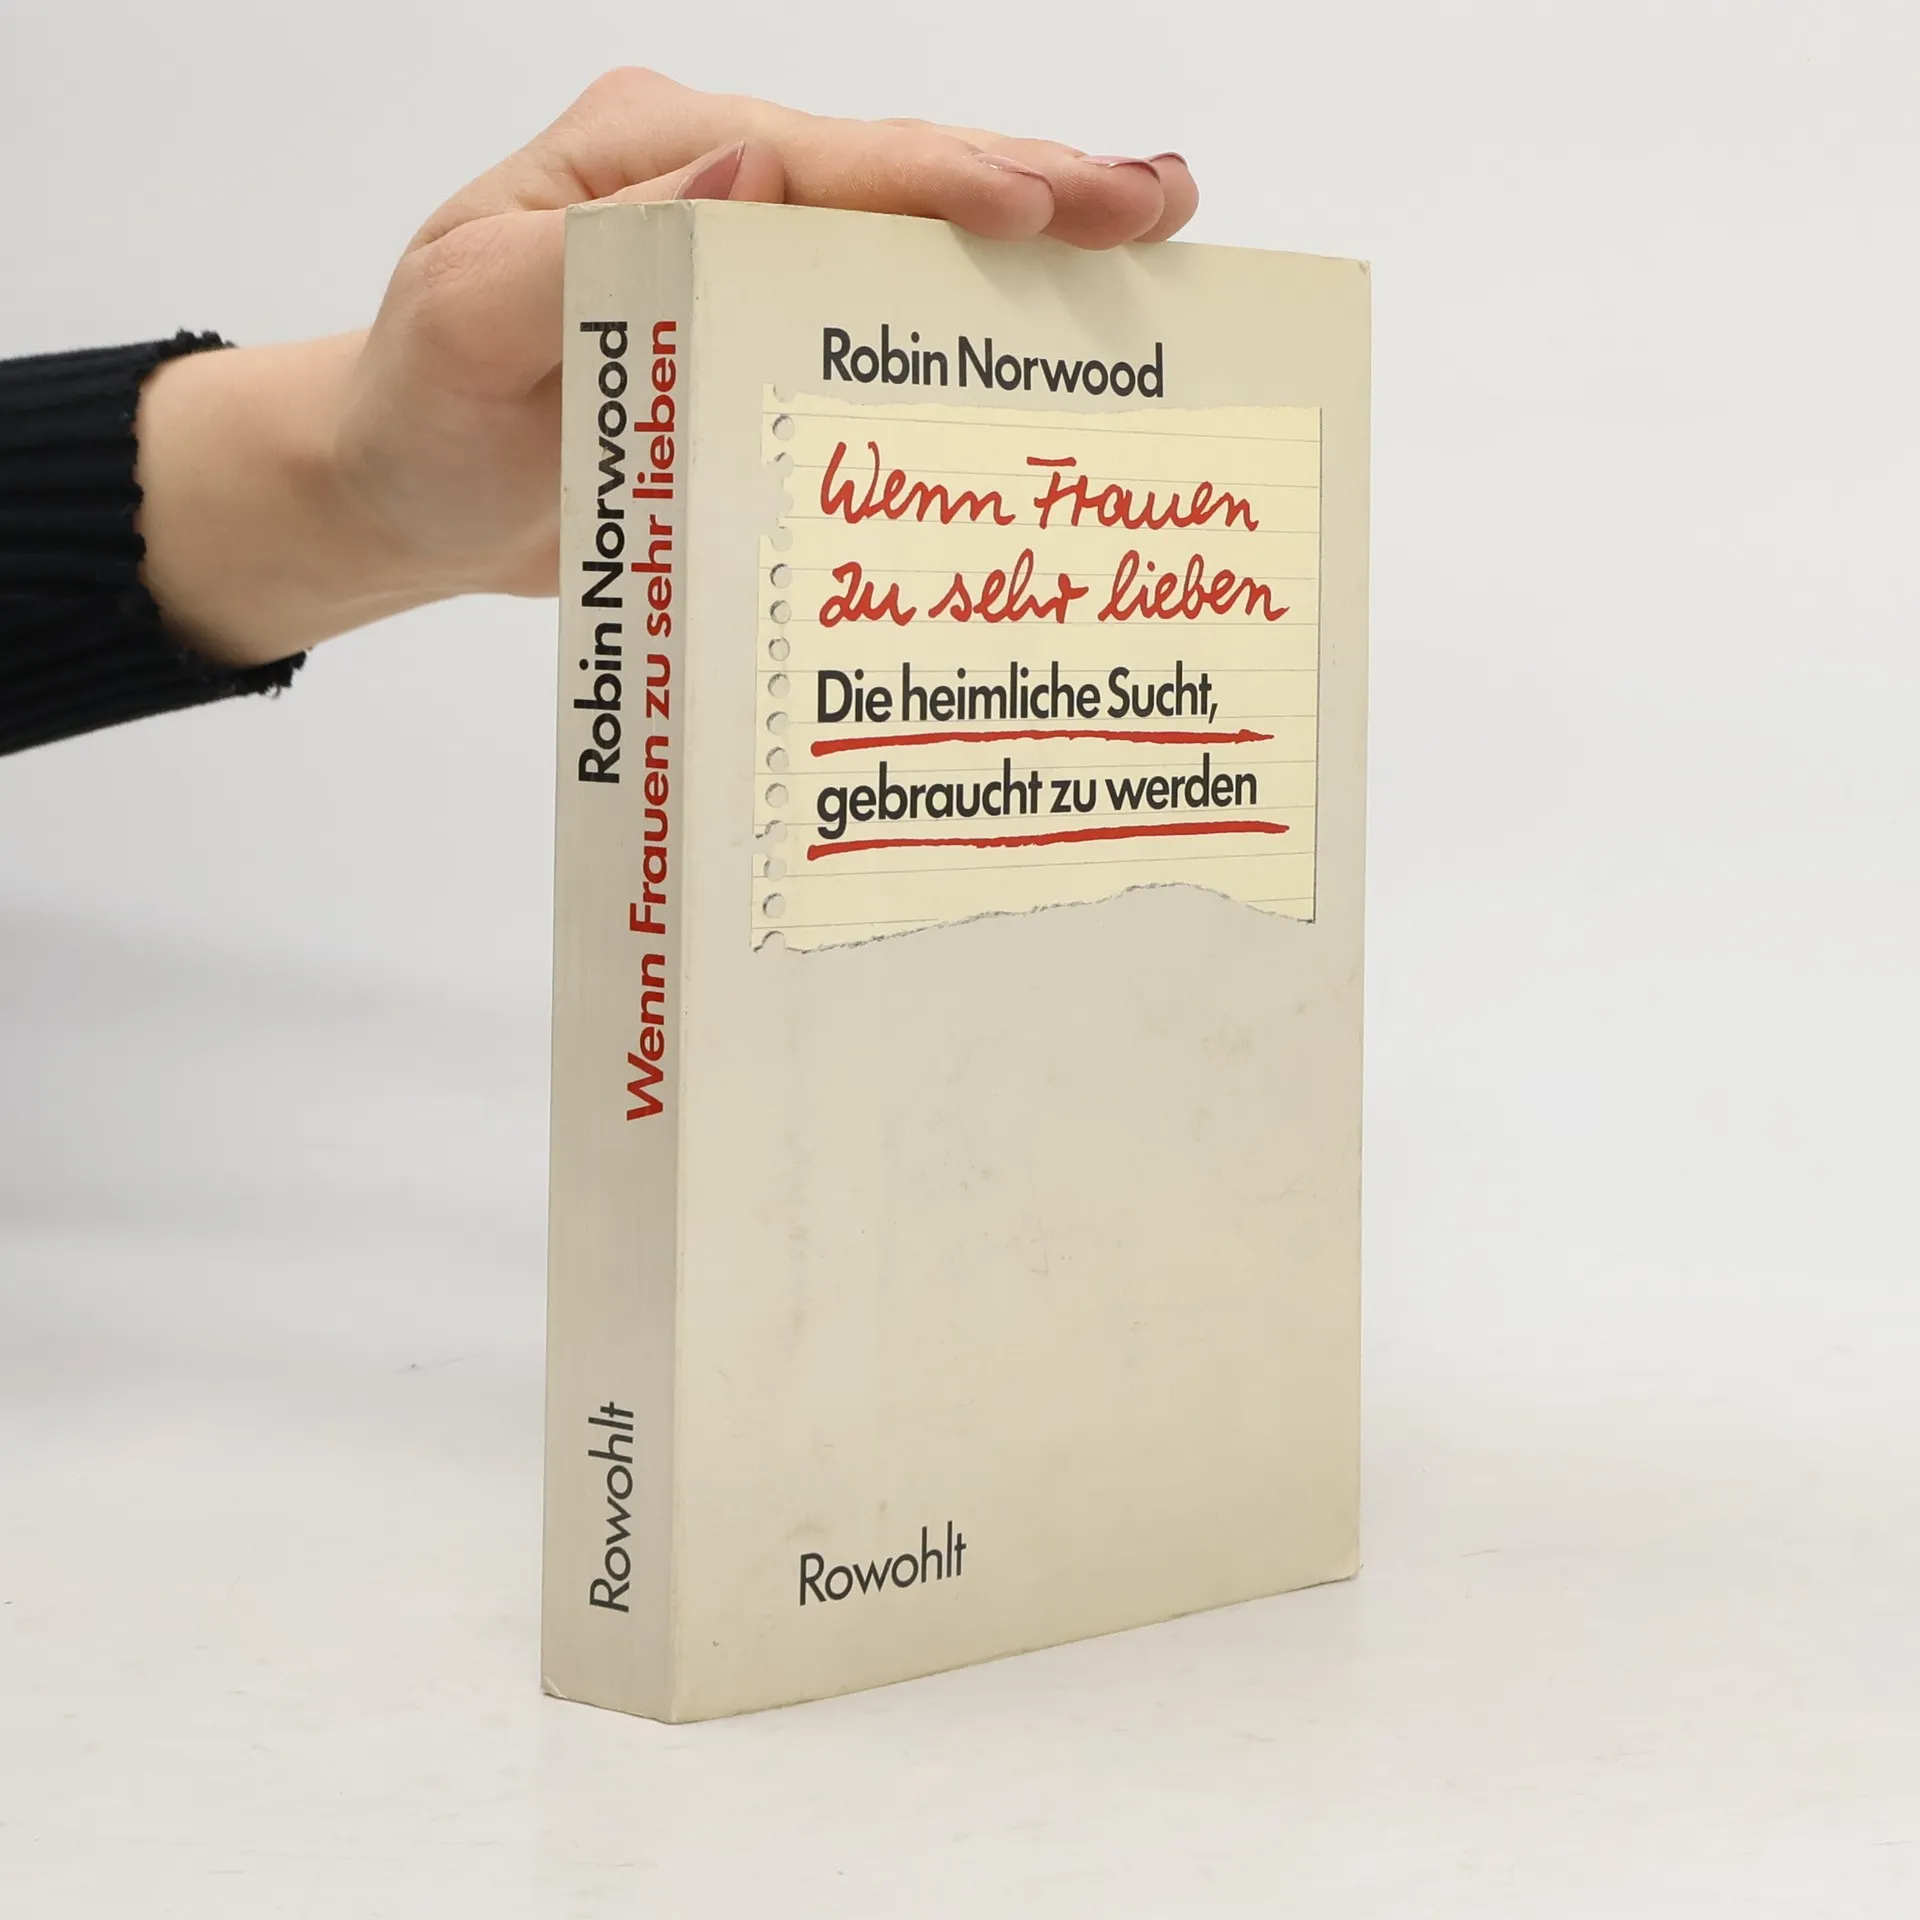 Robin Norwood
Wenn Frauen zu sehr lieben
Rowohlt
Robin Norwood
Wenn Frauen
zu sehr lieben
Die heimliche Sucht,
gebraucht zu werden
Rowohlt